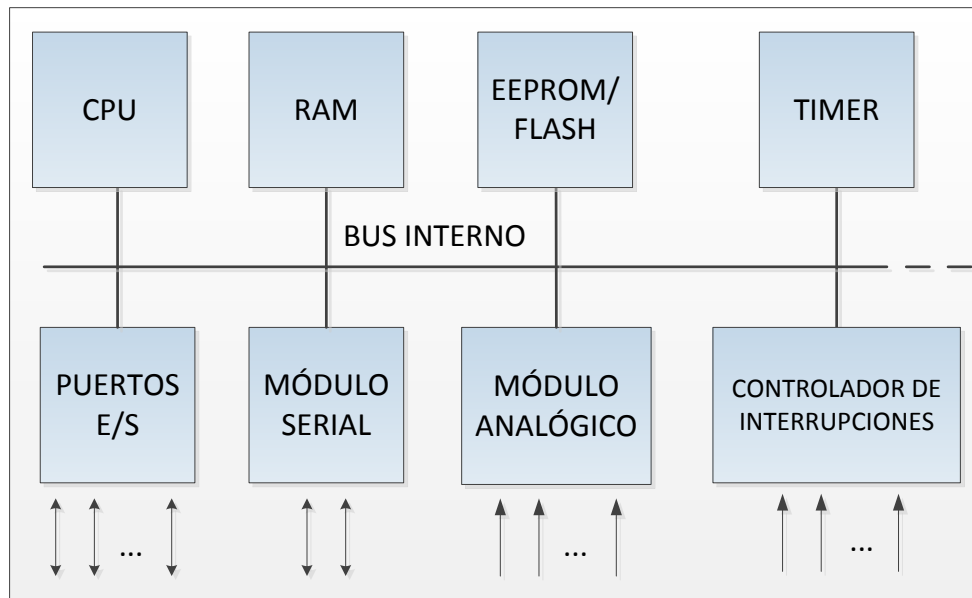 CPU
RAM
EEPROM/
FLASH
TIMER
BUS INTERNO
PUERTOS
E/S
MÓDULO
SERIAL
MÓDULO
ANALÓGICO
CONTROLADOR DE
INTERRUPCIONES
...
...
...